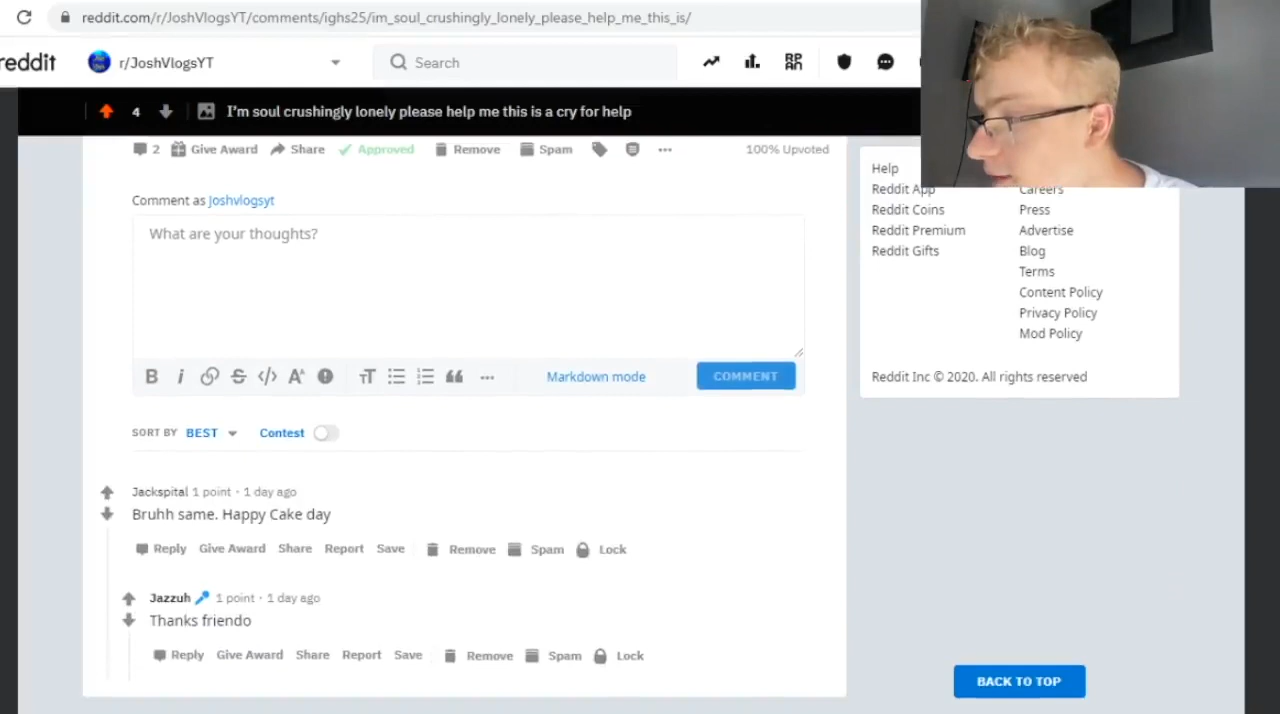 reddit.com/r/JoshVlogsYT/comments/ighs25/im_soul_crushingly_lonely_please_help_me_this_is/
reddit r/JoshVlogsYT Search
4 I'm soul crushingly lonely please help me this is a cry for help
2 Give Award Share Approved Remove Spam 100% Upvoted
Comment as Joshvlogsyt
What are your thoughts?
B i S </> A T Markdown mode COMMENT
SORT BY BEST Contest
Jackspital 1 point · 1 day ago
Bruhh same. Happy Cake day
Reply Give Award Share Report Save Remove Spam Lock
Jazzuh 1 point · 1 day ago
Thanks friendo
Reply Give Award Share Report Save Remove Spam Lock
Help
Reddit App Careers
Reddit Coins Press
Reddit Premium Advertise
Reddit Gifts Blog
Terms
Content Policy
Privacy Policy
Mod Policy
Reddit Inc © 2020. All rights reserved
BACK TO TOP